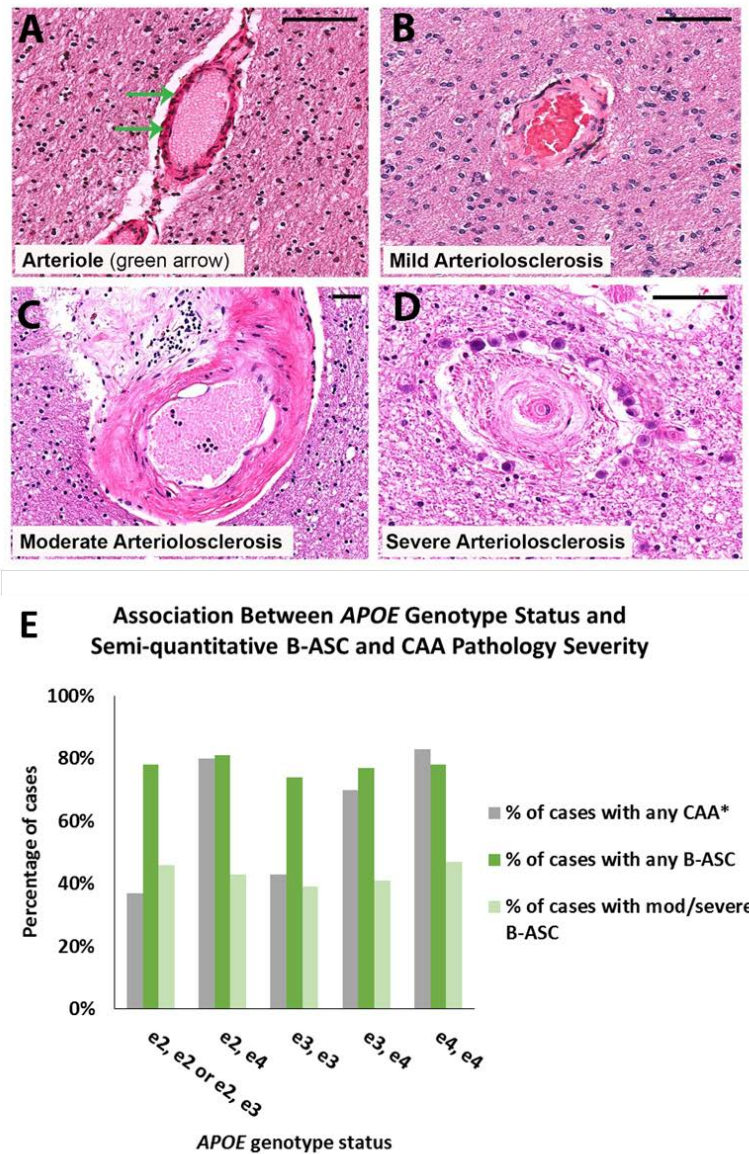 A
Arteriole (green arrow)
B
Mild Arteriolosclerosis
C
Moderate Arteriolosclerosis
D
Severe Arteriolosclerosis
E
Association Between APOE Genotype Status and
Semi-quantitative B-ASC and CAA Pathology Severity
100%
80%
60%
40%
20%
0%
Percentage of cases
e2, e2 or e2, e3
e2, e4
e3, e3
e3, e4
e4, e4
APOE genotype status
% of cases with any CAA*
% of cases with any B-ASC
% of cases with mod/severe
B-ASC